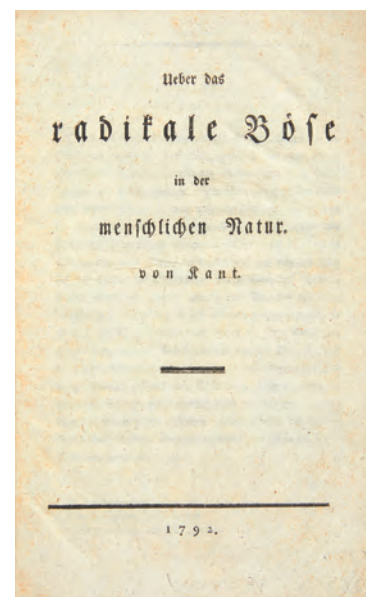 Ueber das
radikale Böſe
in der
menſchlichen Natur.
von Kant.
1792.